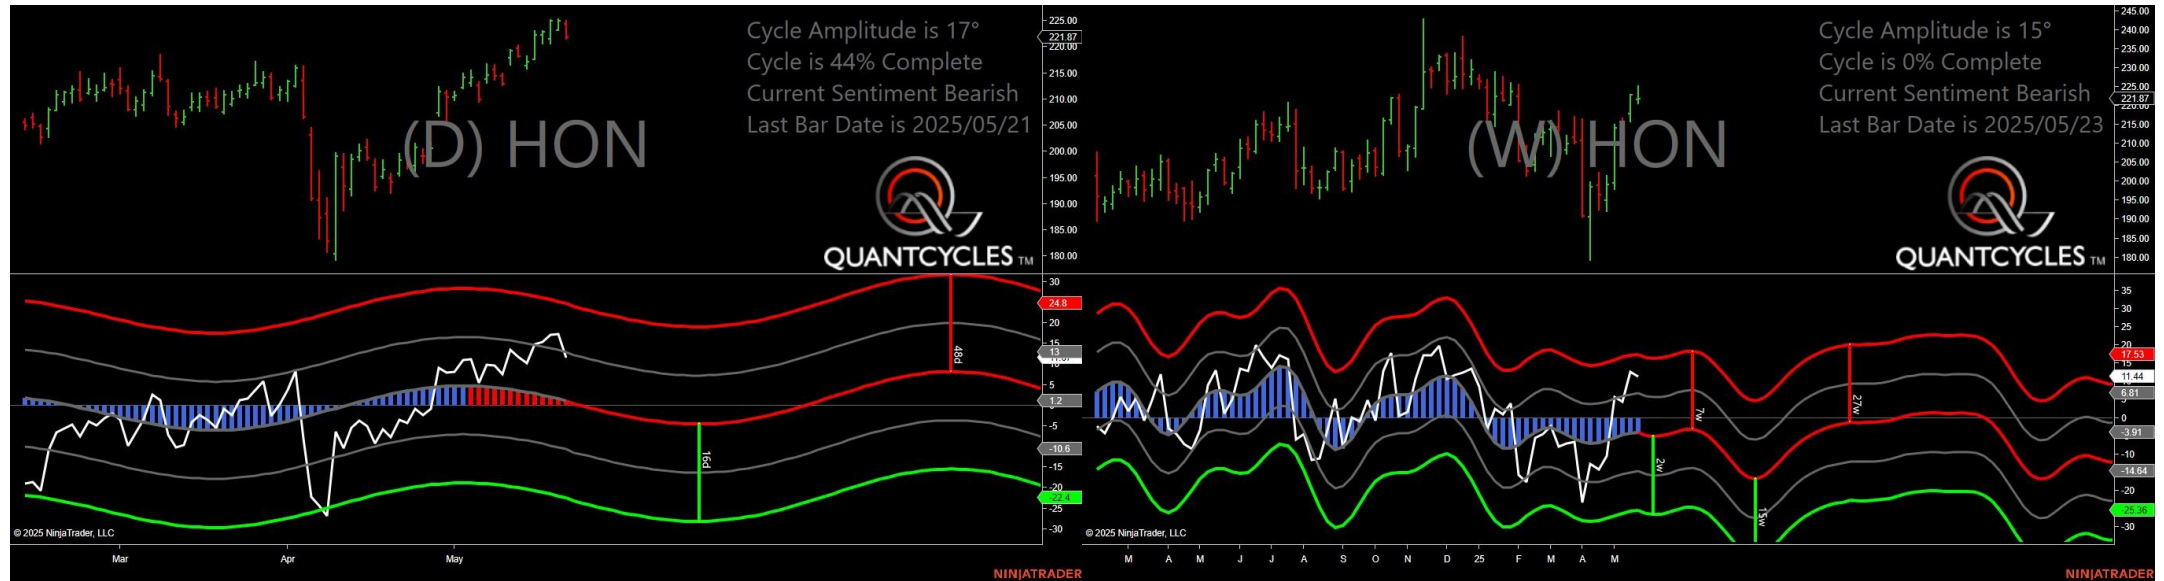 Cycle Amplitude is 17°
Cycle is 44% Complete
Current Sentiment Bearish
Last Bar Date is 2025/05/21
(D) HON
QUANTCYCLES TM
225.00
221.87
220.00
215.00
210.00
205.00
200.00
195.00
190.00
185.00
180.00
30
24.8
20
15
13
5
1.2
-5
-10.6
-15
-20
-22.4
-25
-30
48d
16d
© 2025 NinjaTrader, LLC
Mar
Apr
May
NINJATRADER
Cycle Amplitude is 15°
Cycle is 0% Complete
Current Sentiment Bearish
Last Bar Date is 2025/05/23
(W) HON
QUANTCYCLES TM
245.00
240.00
235.00
230.00
225.00
221.87
215.00
210.00
205.00
200.00
195.00
190.00
185.00
180.00
35
30
25
20
17.53
11.44
6.81
0
-3.91
-10
-14.64
-20
-25.36
-30
7w
27w
2w
15w
© 2025 NinjaTrader, LLC
M A M J J A S O N D 25 F M A M
NINJATRADER